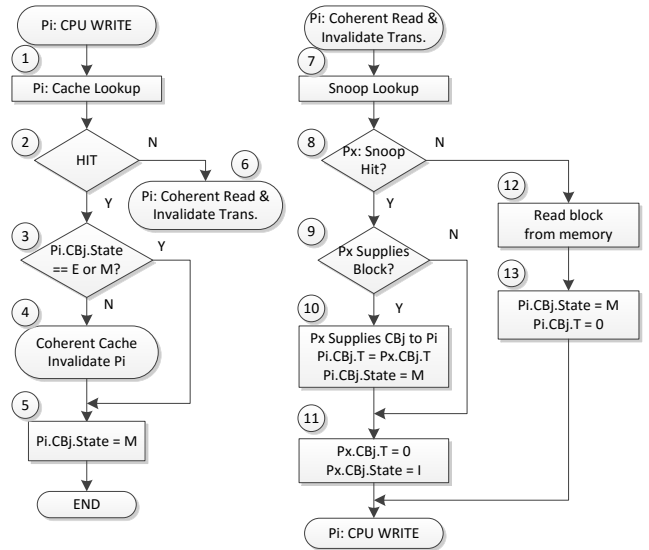 Pi: CPU WRITE
1
Pi: Cache Lookup
2
HIT
N
Y
6
Pi: Coherent Read &
Invalidate Trans.
3
Pi.CBj.State
== E or M?
Y
N
4
Coherent Cache
Invalidate Pi
5
Pi.CBj.State = M
END
Pi: Coherent Read &
Invalidate Trans.
7
Snoop Lookup
8
Px: Snoop
Hit?
N
Y
9
Px Supplies
Block?
N
Y
10
Px Supplies CBj to Pi
Pi.CBj.T = Px.CBj.T
Pi.CBj.State = M
11
Px.CBj.T = 0
Px.CBj.State = I
12
Read block
from memory
13
Pi.CBj.State = M
Pi.CBj.T = 0
Pi: CPU WRITE